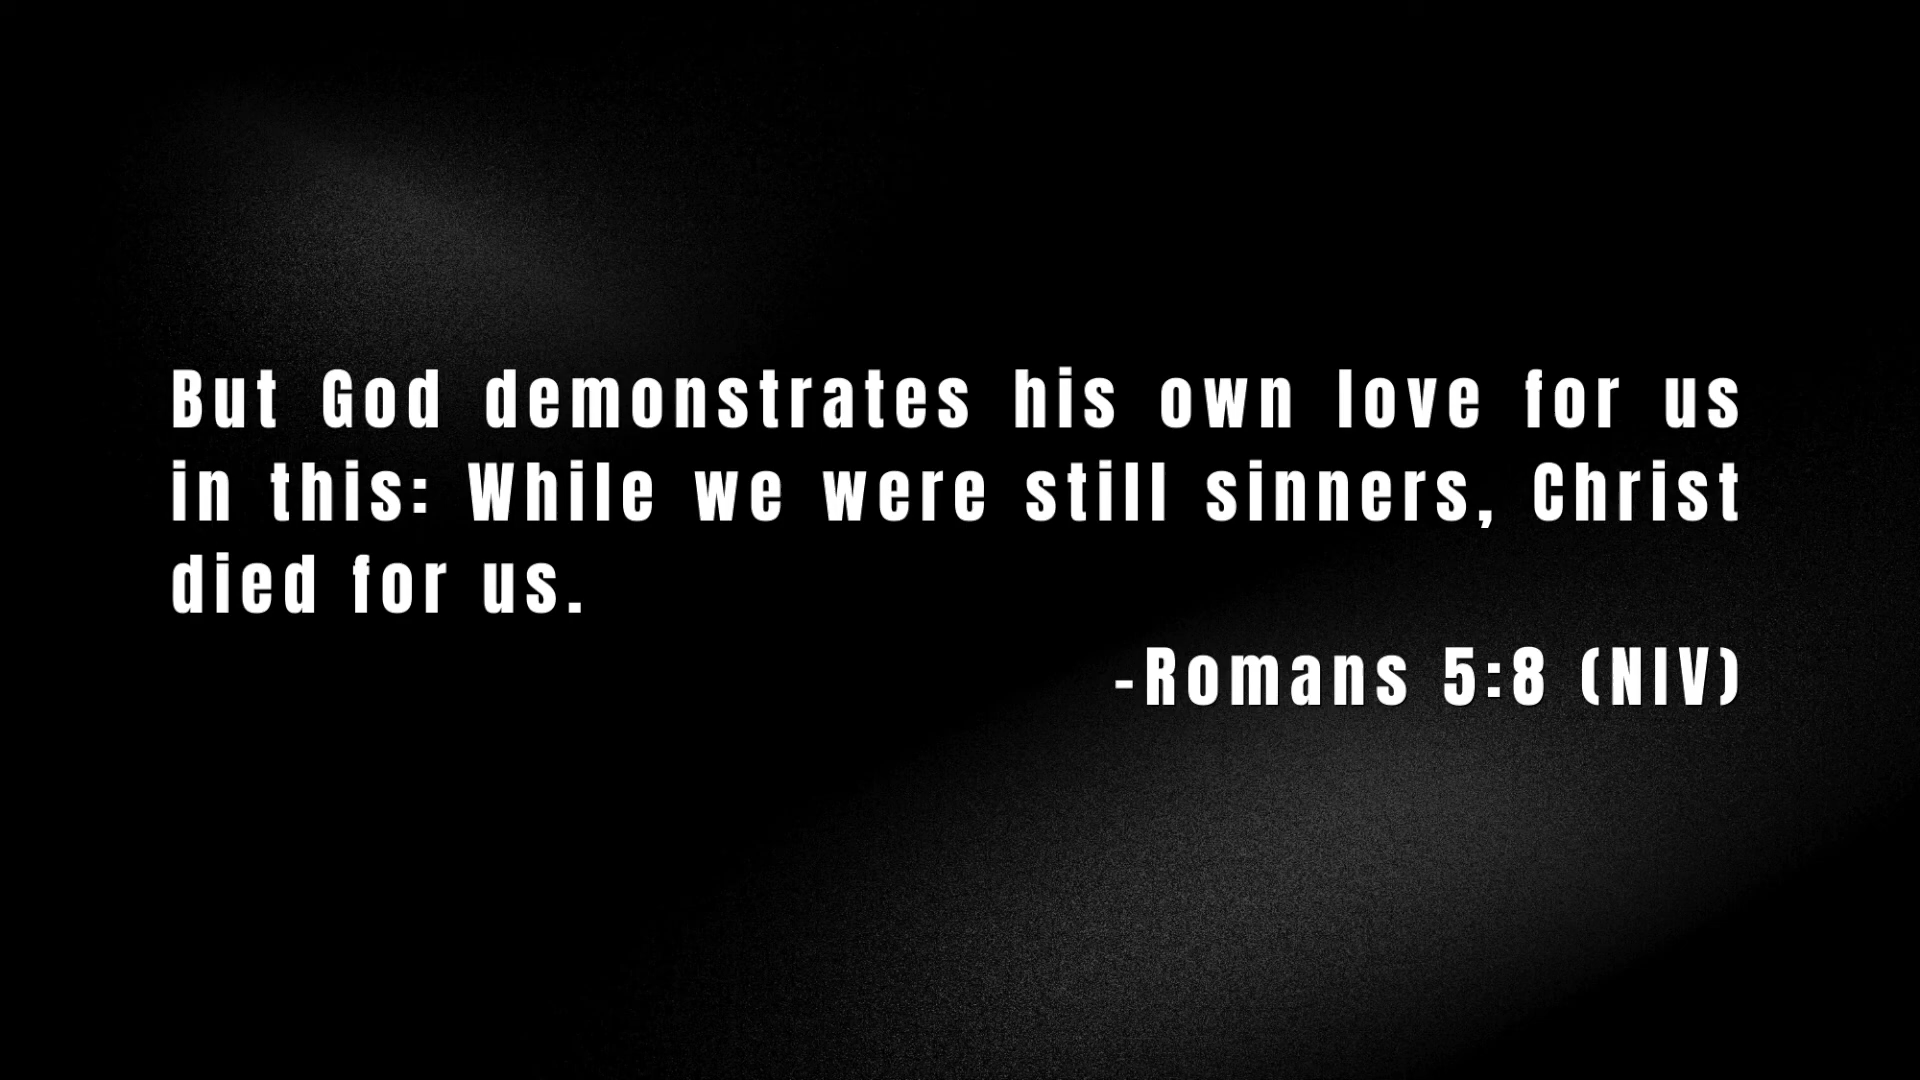 But God demonstrates his own love for us
in this: While we were still sinners, Christ
died for us.
-Romans 5:8 (NIV)